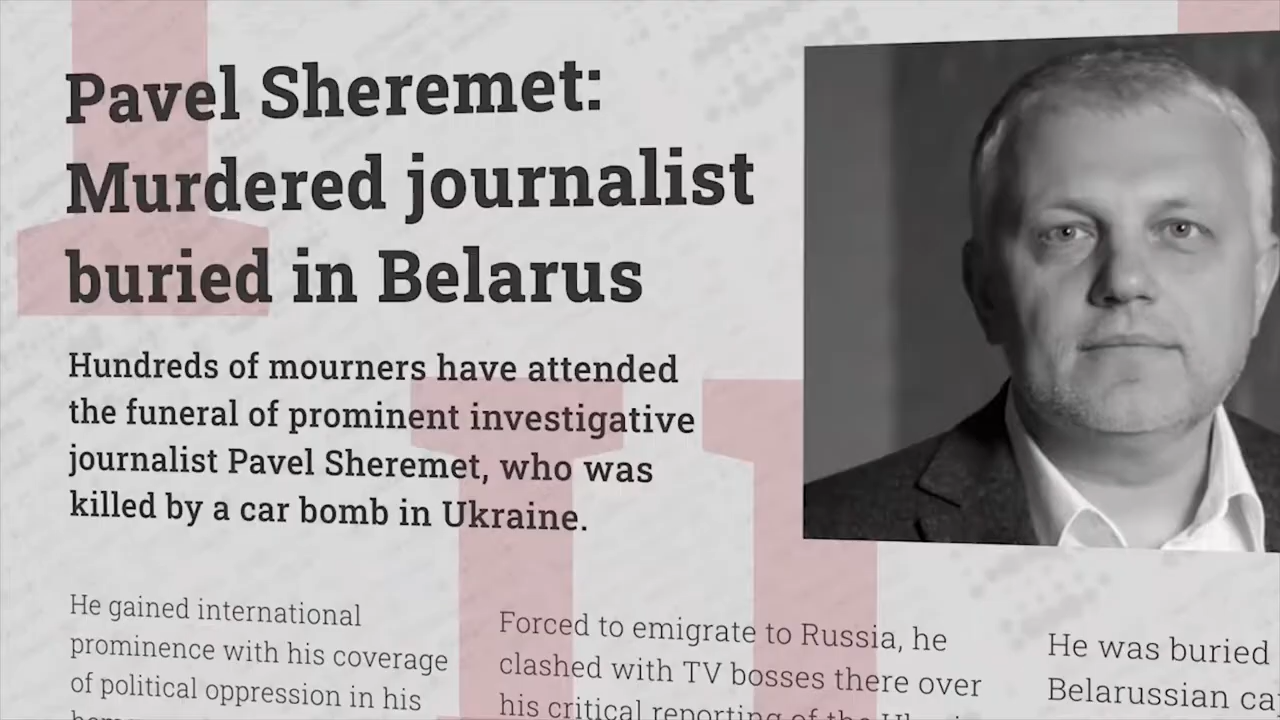 Pavel Sheremet:
Murdered journalist
buried in Belarus
Hundreds of mourners have attended
the funeral of prominent investigative
journalist Pavel Sheremet, who was
killed by a car bomb in Ukraine.
He gained international
prominence with his coverage
of political oppression in his
Forced to emigrate to Russia, he
clashed with TV bosses there over
his critical reporting of the
He was buried
Belarussian